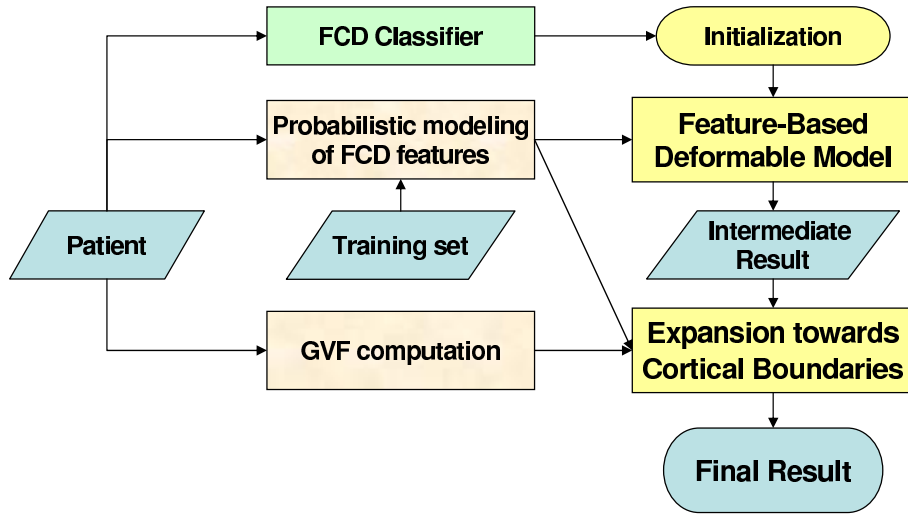 FCD Classifier
Initialization
Probabilistic modeling
of FCD features
Feature-Based
Deformable Model
Patient
Training set
Intermediate
Result
GVF computation
Expansion towards
Cortical Boundaries
Final Result